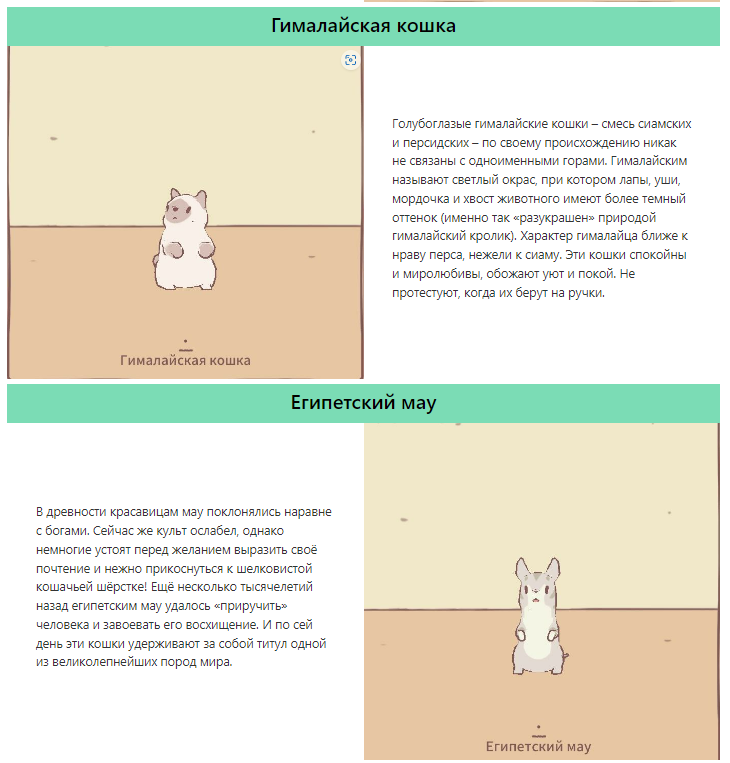 Гималайская кошка
Голубоглазые гималайские кошки – смесь сиамских
и персидских – по своему происхождению никак
не связаны с одноименными горами. Гималайским
называют светлый окрас, при котором лапы, уши,
мордочка и хвост животного имеют более темный
оттенок (именно так «разукрашен» природой
гималайский кролик). Характер гималайца ближе к
нраву перса, нежели к сиаму. Эти кошки спокойны
и миролюбивы, обожают уют и покой. Не
протестуют, когда их берут на ручки.
Гималайская кошка
Египетский мау
В древности красавицам мау поклонялись наравне
с богами. Сейчас же культ ослабел, однако
немногие устоят перед желанием выразить своё
почтение и нежно прикоснуться к шелковистой
кошачьей шёрстке! Ещё несколько тысячелетий
назад египетским мау удалось «приручить»
человека и завоевать его восхищение. И по сей
день эти кошки удерживают за собой титул одной
из великолепнейших пород мира.
Египетский мау